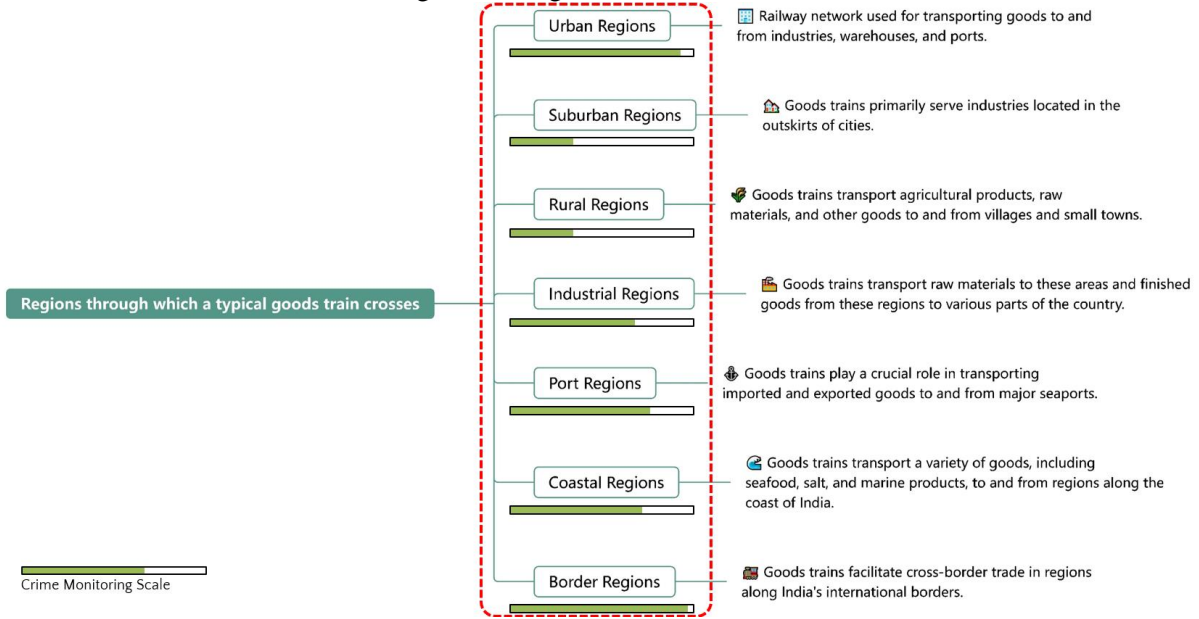 Urban Regions
Railway network used for transporting goods to and
from industries, warehouses, and ports.
Suburban Regions
Goods trains primarily serve industries located in the
outskirts of cities.
Rural Regions
Goods trains transport agricultural products, raw
materials, and other goods to and from villages and small towns.
Regions through which a typical goods train crosses
Industrial Regions
Goods trains transport raw materials to these areas and finished
goods from these regions to various parts of the country.
Port Regions
Goods trains play a crucial role in transporting
imported and exported goods to and from major seaports.
Coastal Regions
Goods trains transport a variety of goods, including
seafood, salt, and marine products, to and from regions along the
coast of India.
Border Regions
Goods trains facilitate cross-border trade in regions
along India's international borders.
Crime Monitoring Scale